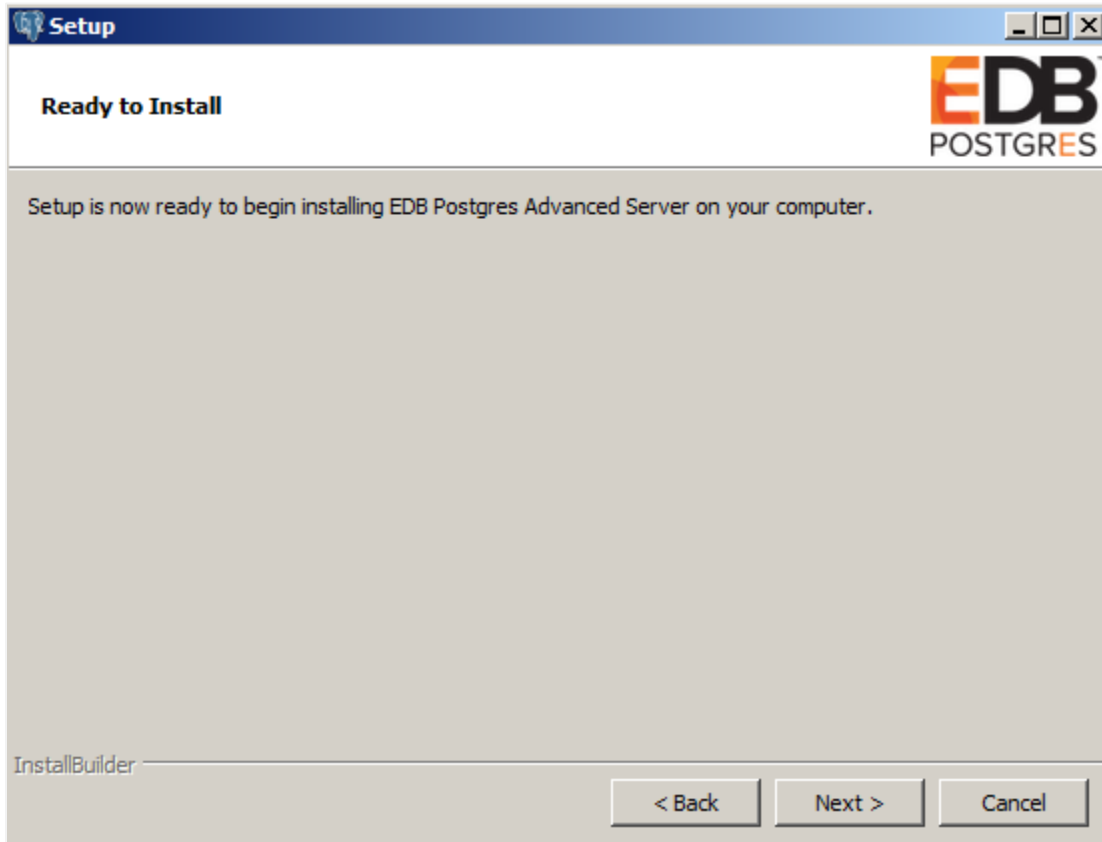 Setup
Ready to Install
EDB
POSTGRES
Setup is now ready to begin installing EDB Postgres Advanced Server on your computer.
InstallBuilder
< Back
Next >
Cancel